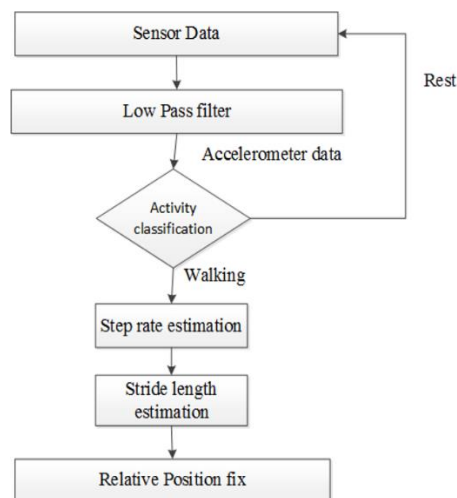 Sensor Data
Rest
Low Pass filter
Accelerometer data
Activity
classification
Walking
Step rate estimation
Stride length
estimation
Relative Position fix